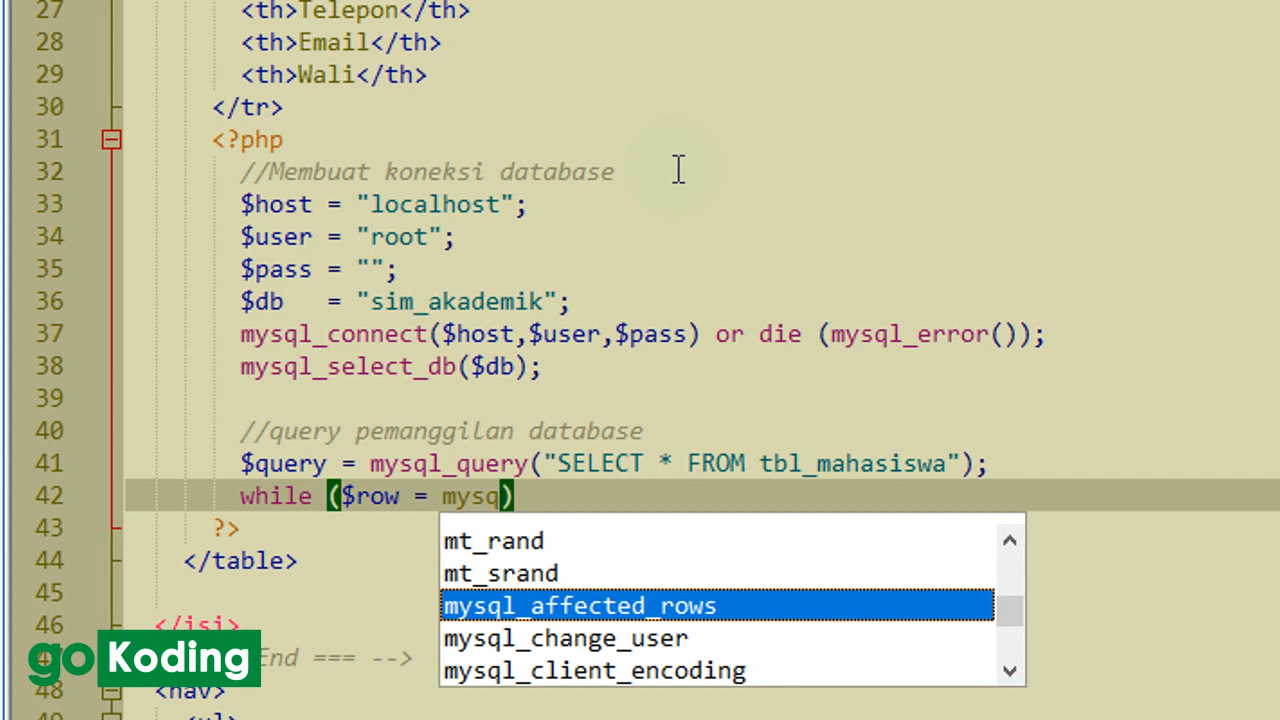 27 <th>Telepon</th>
28 <th>Email</th>
29 <th>Wali</th>
30 </tr>
31 <?php
32 //Membuat koneksi database
33 $host = "localhost";
34 $user = "root";
35 $pass = "";
36 $db   = "sim_akademik";
37 mysql_connect($host,$user,$pass) or die (mysql_error());
38 mysql_select_db($db);
39
40 //query pemanggilan database
41 $query = mysql_query("SELECT * FROM tbl_mahasiswa");
42 while ($row = mysq)
43 ?>
mt_rand
44 </table>
mt_srand
45
mysql_affected_rows
46 </isi>
mysql_change_user
End === -->
mysql_client_encoding
48 <nav>
<ul>
go Koding